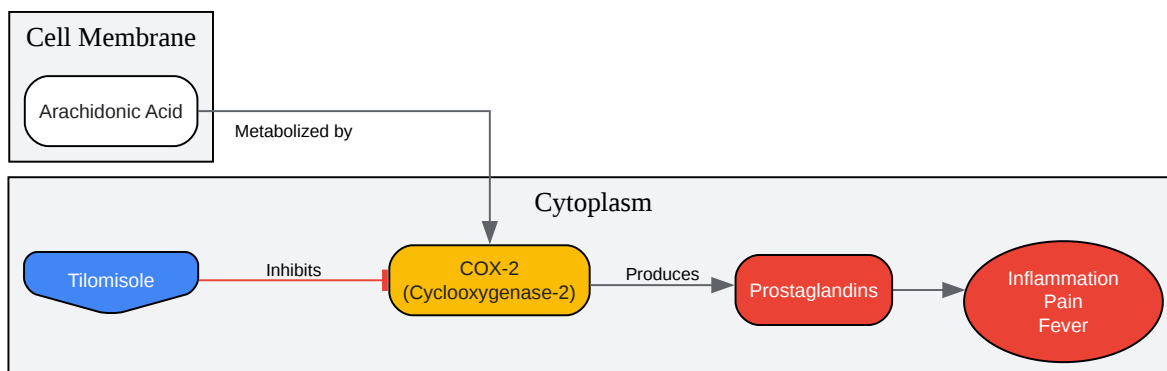 Cell Membrane
Arachidonic Acid
Metabolized by
Cytoplasm
Tilomisole
Inhibits
COX-2
(Cyclooxygenase-2)
Produces
Prostaglandins
Inflammation
Pain
Fever